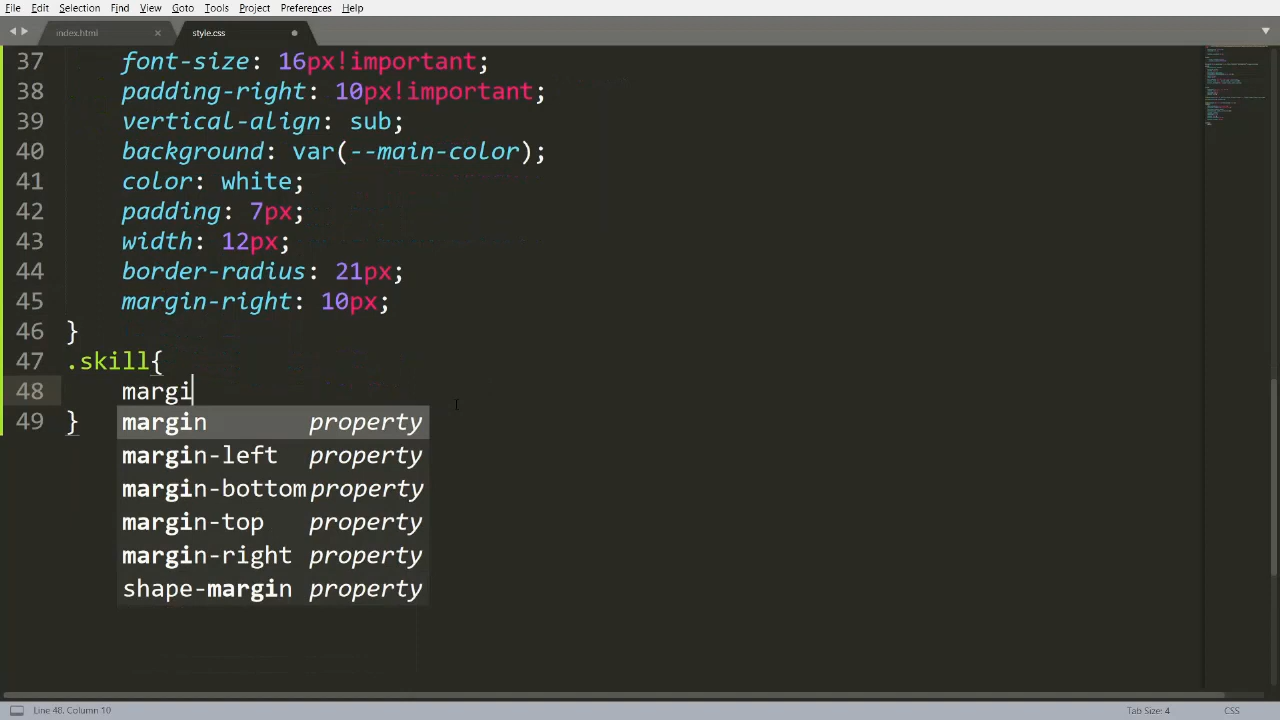 File Edit Selection Find View Goto Tools Project Preferences Help
index.html × style.css
37 font-size: 16px!important;
38 padding-right: 10px!important;
39 vertical-align: sub;
40 background: var(--main-color);
41 color: white;
42 padding: 7px;
43 width: 12px;
44 border-radius: 21px;
45 margin-right: 10px;
46 }
47 .skill{
48 margi
49 }
margin property
margin-left property
margin-bottom property
margin-top property
margin-right property
shape-margin property
Line 48, Column 10 Tab Size: 4 CSS